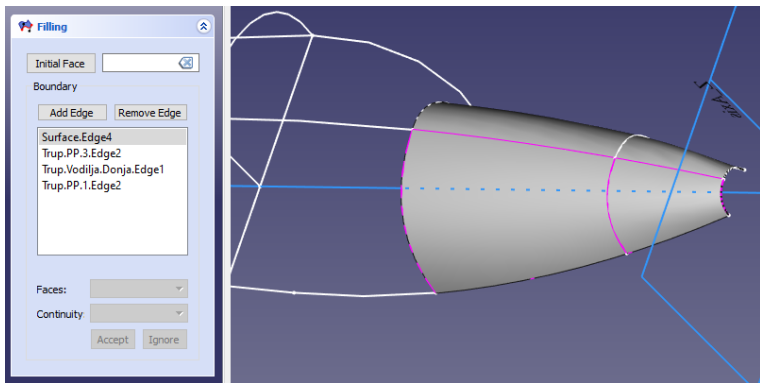 Filling
Initial Face
Boundary
Add Edge Remove Edge
Surface.Edge4
Trup.PP.3.Edge2
Trup.Vodilja.Donja.Edge1
Trup.PP.1.Edge2
Faces:
Continuity
Accept Ignore